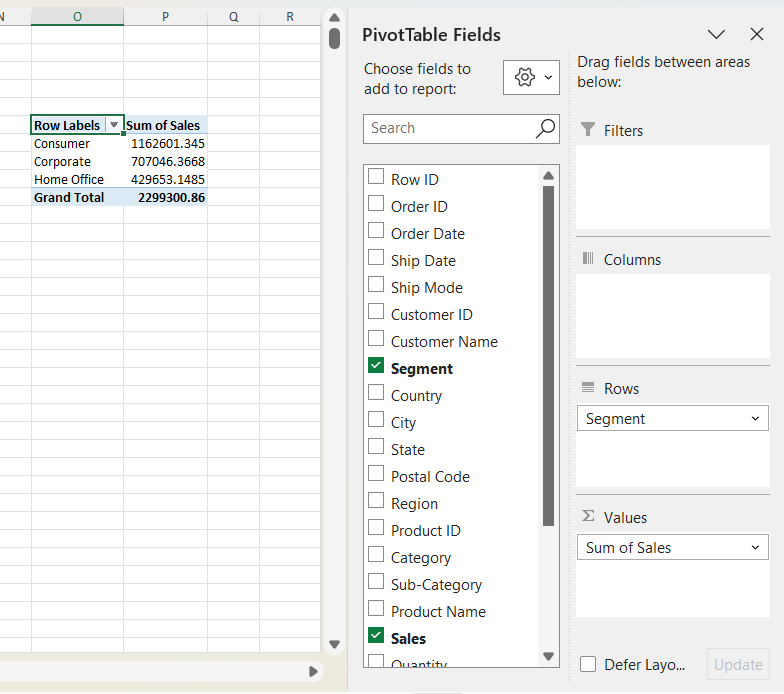 N O P Q R
Row Labels Sum of Sales
Consumer 1162601.345
Corporate 707046.3668
Home Office 429653.1485
Grand Total 2299300.86
PivotTable Fields
Choose fields to
add to report:
Search
Row ID
Order ID
Order Date
Ship Date
Ship Mode
Customer ID
Customer Name
Segment
Country
City
State
Postal Code
Region
Product ID
Category
Sub-Category
Product Name
Sales
Quantity
Drag fields between areas
below:
Filters
Columns
Rows
Segment
Σ Values
Sum of Sales
Defer Layo...
Update